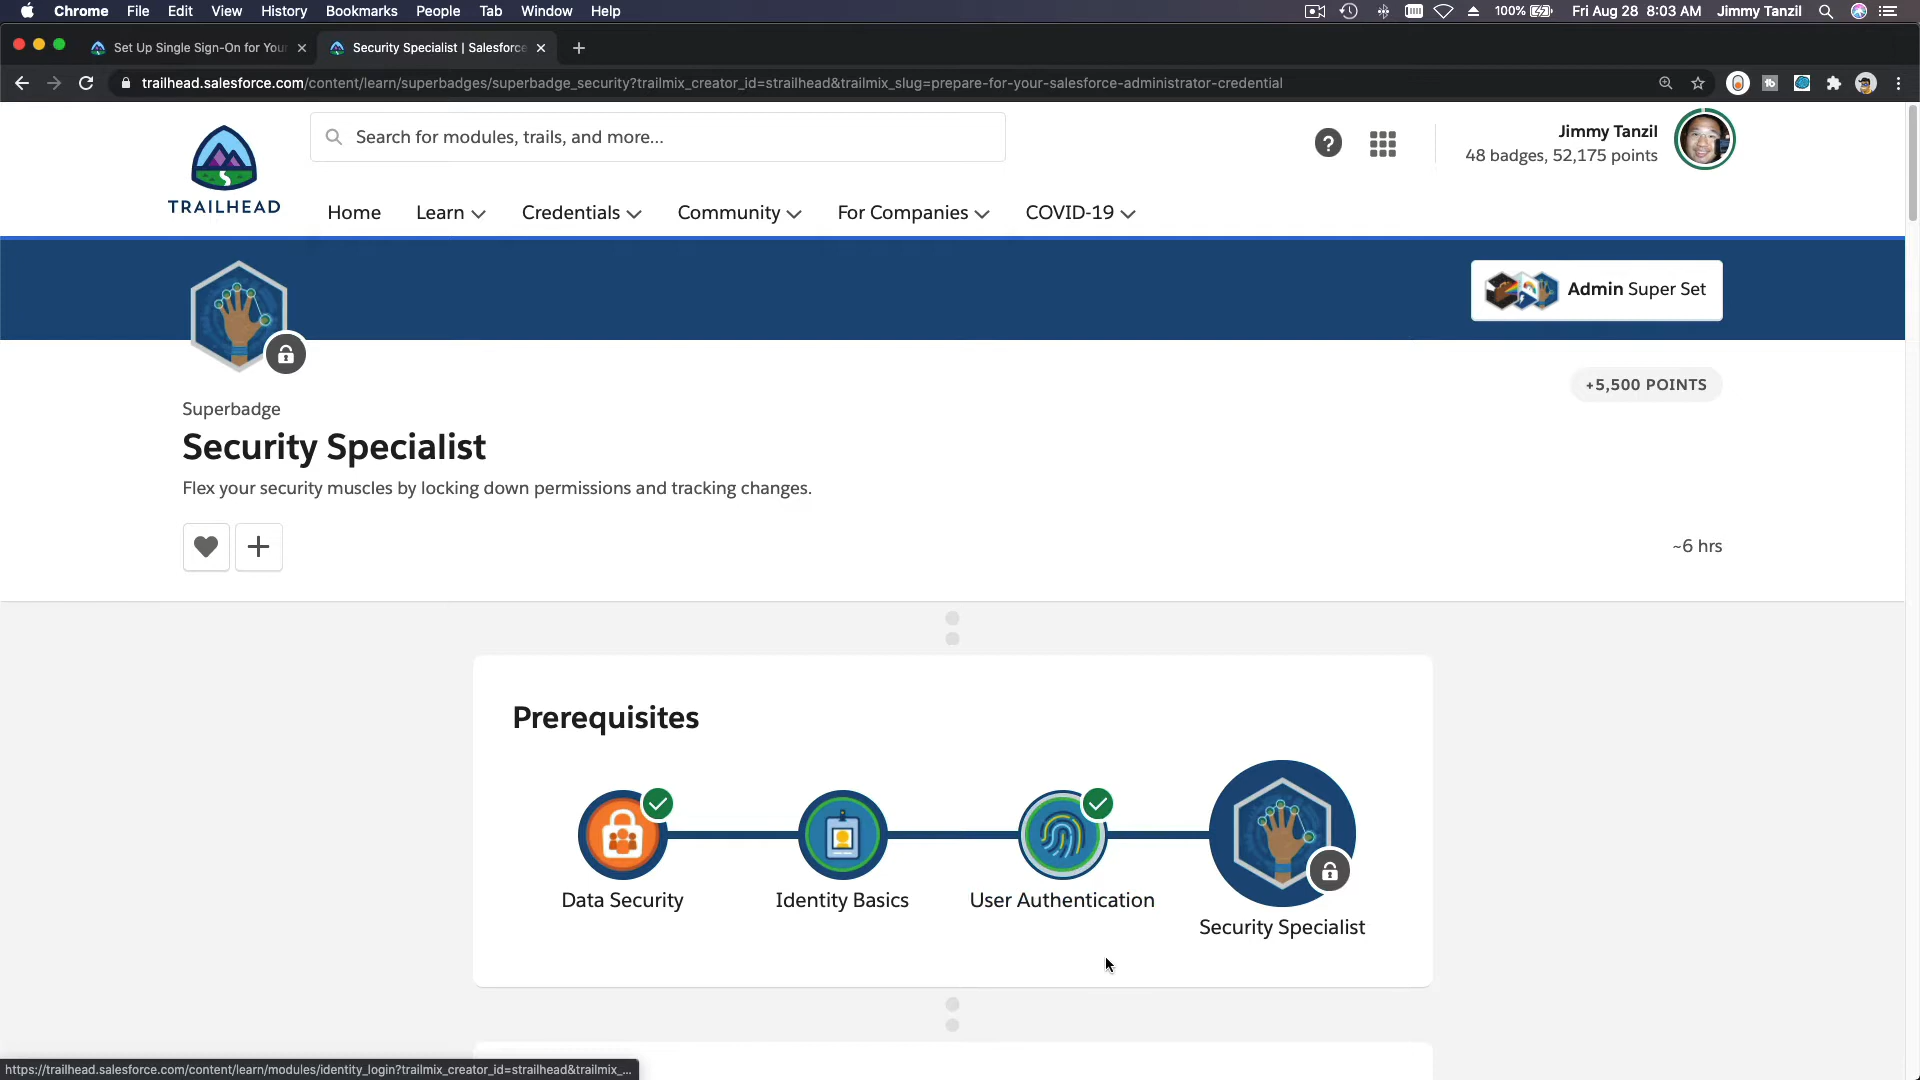 Chrome File Edit View History Bookmarks People Tab Window Help 100% Fri Aug 28 8:03 AM Jimmy Tanzil
Set Up Single Sign-On for Your Security Specialist | Salesforce
trailhead.salesforce.com/content/learn/superbadges/superbadge_security?trailmix_creator_id=strailhead&trailmix_slug=prepare-for-your-salesforce-administrator-credential
TRAILHEAD
Search for modules, trails, and more...
?
Jimmy Tanzil
48 badges, 52,175 points
Home Learn Credentials Community For Companies COVID-19
Admin Super Set
+5,500 POINTS
Superbadge
Security Specialist
Flex your security muscles by locking down permissions and tracking changes.
~6 hrs
Prerequisites
Data Security Identity Basics User Authentication
Security Specialist
https://trailhead.salesforce.com/content/learn/modules/identity_login?trailmix_creator_id=strailhead&trailmix_...